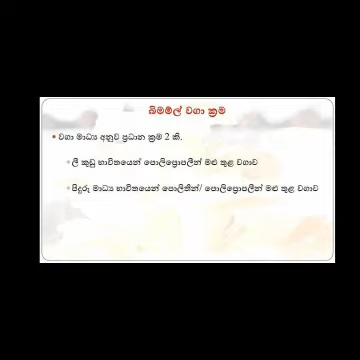 බිම්මල් වගා ක්‍රම
වගා මාධ්‍ය අනුව ප්‍රධාන ක්‍රම 2 කි.
ලී කුඩු භාවිතයෙන් පොලිප්‍රොපලීන් මළු තුළ වගාව
පිදුරු මාධ්‍ය භාවිතයෙන් පොලිතීන්/ පොලිප්‍රොපලීන් මළු තුළ වගාව